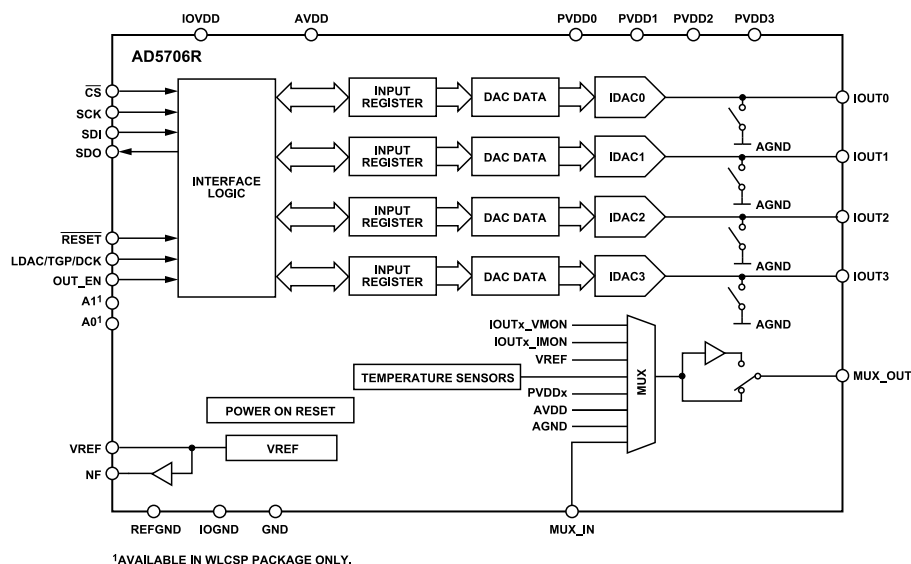 IOVDD
AVDD
PVDD0
PVDD1
PVDD2
PVDD3
AD5706R
CS
SCK
SDI
SDO
RESET
LDAC/TGP/DCK
OUT_EN
A1¹
A0¹
INTERFACE
LOGIC
INPUT
REGISTER
DAC DATA
IDAC0
IOUT0
AGND
INPUT
REGISTER
DAC DATA
IDAC1
IOUT1
AGND
INPUT
REGISTER
DAC DATA
IDAC2
IOUT2
AGND
INPUT
REGISTER
DAC DATA
IDAC3
IOUT3
AGND
IOUTx_VMON
IOUTx_IMON
VREF
TEMPERATURE SENSORS
PVDDx
AVDD
AGND
MUX
MUX_OUT
POWER ON RESET
VREF
VREF
NF
REFGND
IOGND
GND
MUX_IN
¹AVAILABLE IN WLCSP PACKAGE ONLY.